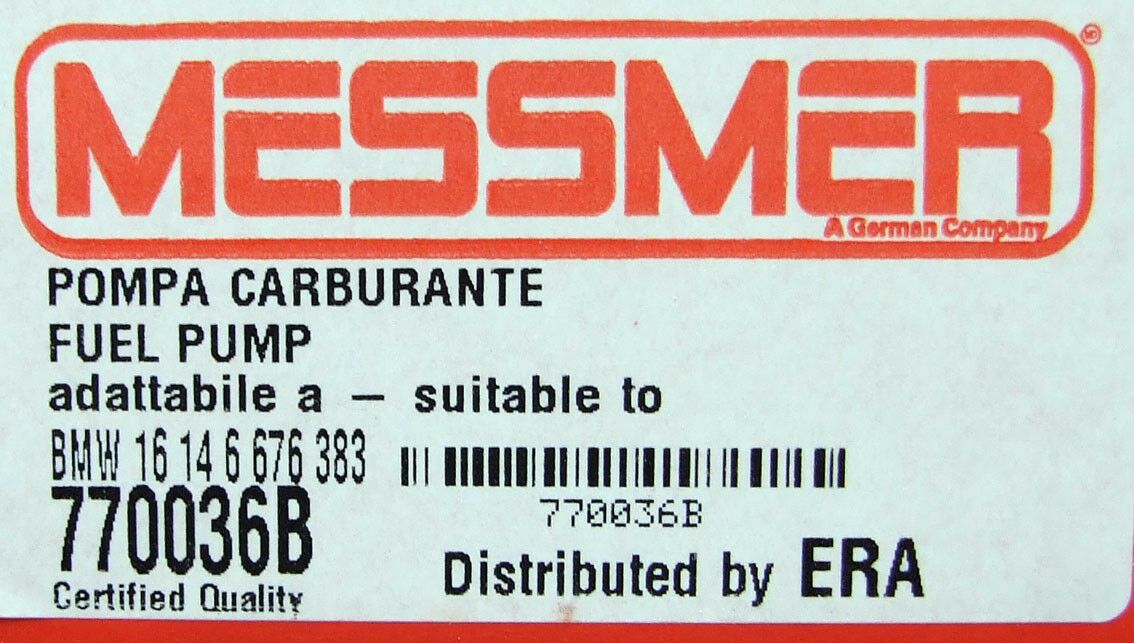 MESSMER
A German Company
POMPA CARBURANTE
FUEL PUMP
adattabile a — suitable to
BMW 16 14 6 676 383
770036B
770036B
Certified Quality
Distributed by ERA